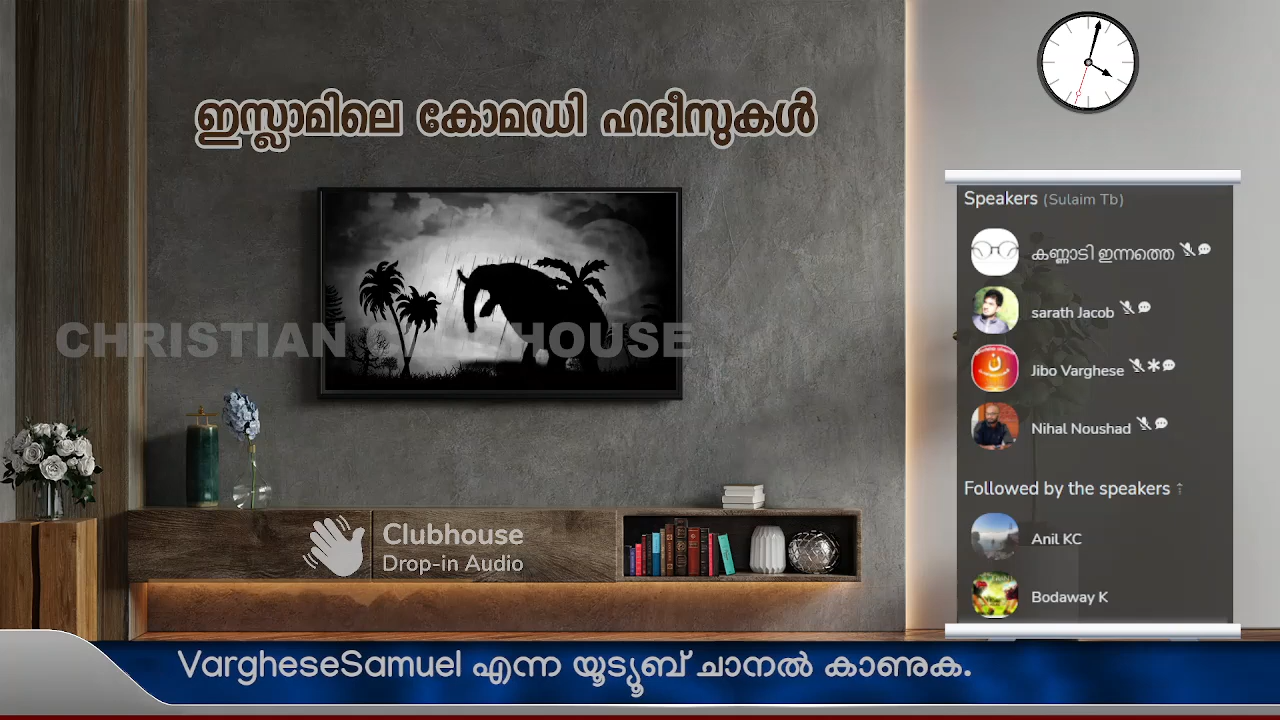 ഇസ്ലാമിലെ കോമഡി ഹദീസുകൾ
CHRISTIAN CLUBHOUSE
Clubhouse
Drop-in Audio
Speakers (Sulaim Tb)
കണ്ണാടി ഇന്നത്തെ
sarath Jacob
Jibo Varghese
Nihal Noushad
Followed by the speakers
Anil KC
Bodaway K
VargheseSamuel എന്ന യൂട്യൂബ് ചാനൽ കാണുക.